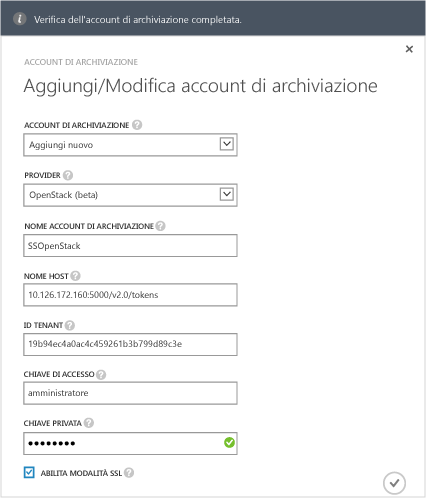 Verifica dell'account di archiviazione completata.
ACCOUNT DI ARCHIVIAZIONE
Aggiungi/Modifica account di archiviazione
ACCOUNT DI ARCHIVIAZIONE
Aggiungi nuovo
PROVIDER
OpenStack (beta)
NOME ACCOUNT DI ARCHIVIAZIONE
SSOpenStack
NOME HOST
10.126.172.160:5000/v2.0/tokens
ID TENANT
19b94ec4a0ac4c459261b3b799d89c3e
CHIAVE DI ACCESSO
amministratore
CHIAVE PRIVATA
••••••••
ABILITA MODALITÀ SSL